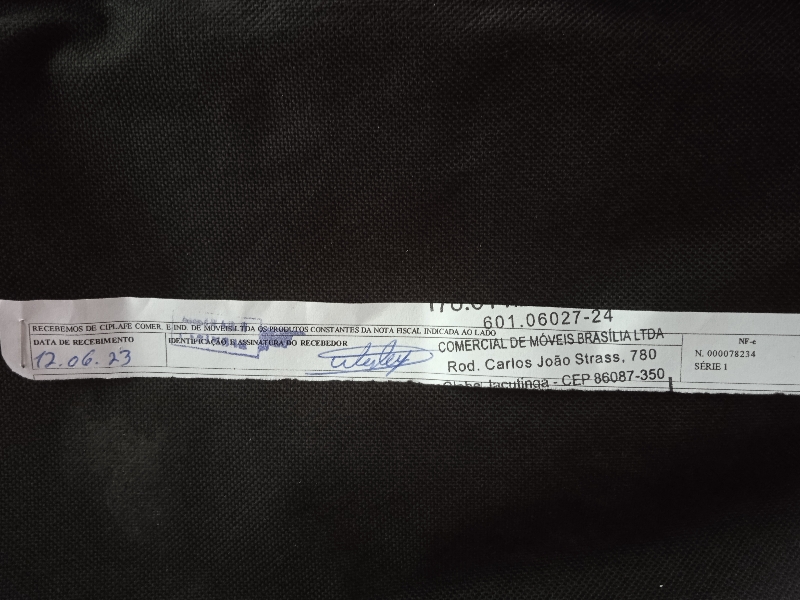 RECEBEMOS DE CIPLAFE COMER. E IND. DE MÓVEIS LTDA OS PRODUTOS CONSTANTES DA NOTA FISCAL INDICADA AO LADO
DATA DE RECEBIMENTO
12.06.23
IDENTIFICAÇÃO E ASSINATURA DO RECEBEDOR
601.06027-24
COMERCIAL DE MÓVEIS BRASÍLIA LTDA
Rod. Carlos João Strass, 780
Jacutinga - CEP 86087-350
NF-e
N. 000078234
SÉRIE 1